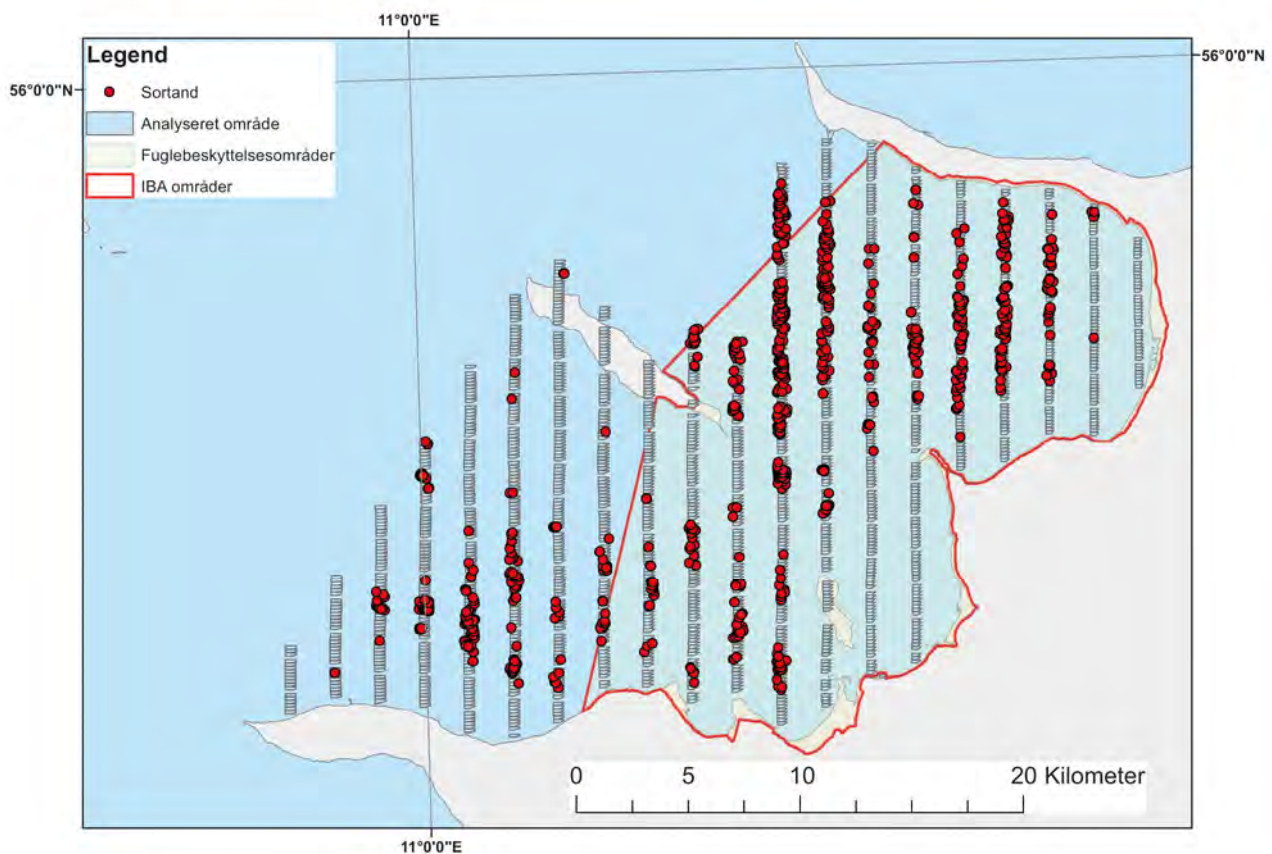 11°0'0"E
Legend
Sortand
Analyseret område
Fuglebeskyttelsesområder
IBA områder
56°0'0"N
56°0'0"N
0 5 10 20 Kilometer
11°0'0"E